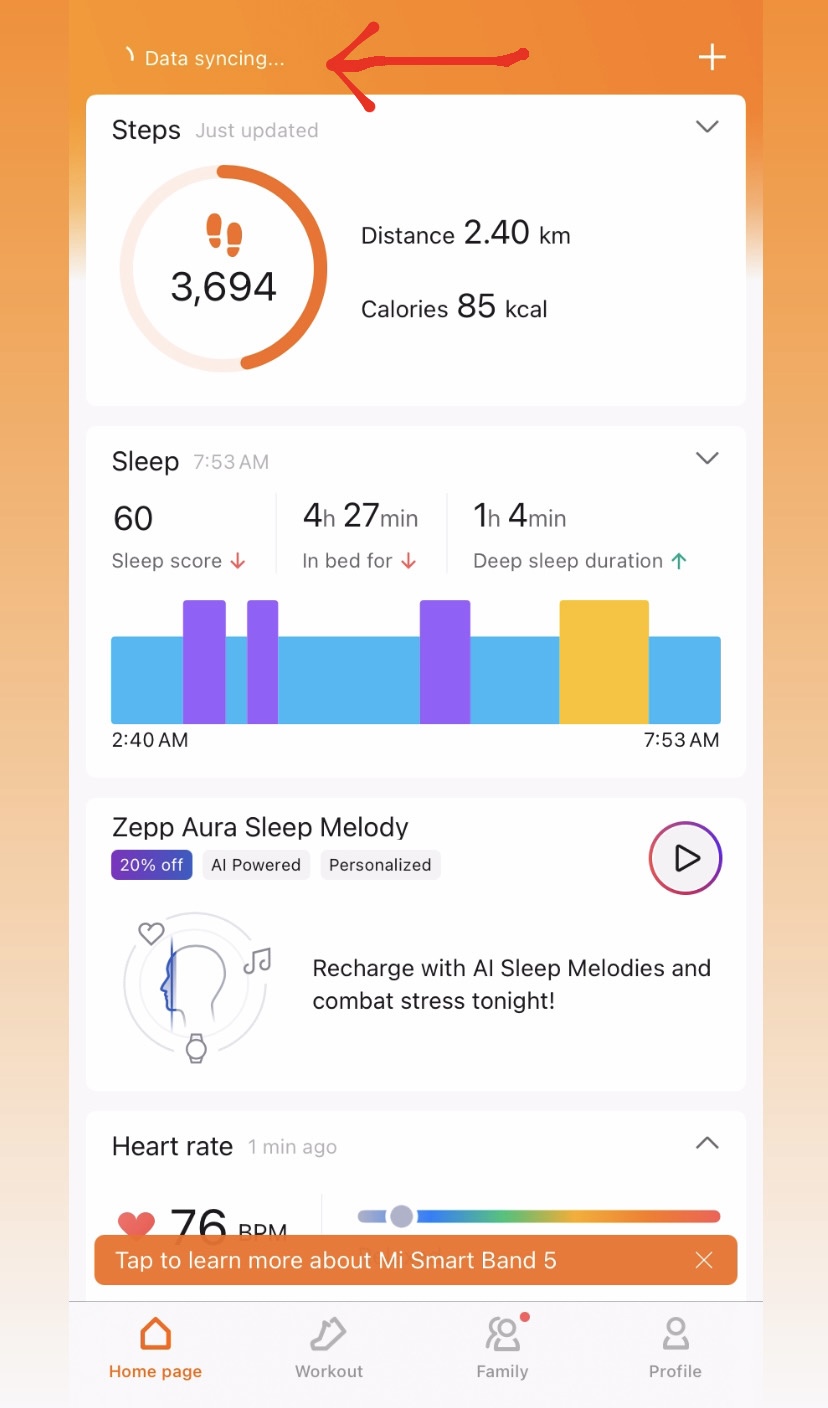 Data syncing...
Steps Just updated
3,694
Distance 2.40 km
Calories 85 kcal
Sleep 7:53 AM
60 4h 27min 1h 4min
Sleep score In bed for Deep sleep duration
2:40 AM 7:53 AM
Zepp Aura Sleep Melody
20% off AI Powered Personalized
Recharge with AI Sleep Melodies and
combat stress tonight!
Heart rate 1 min ago
76 BPM
Tap to learn more about Mi Smart Band 5
Home page Workout Family Profile